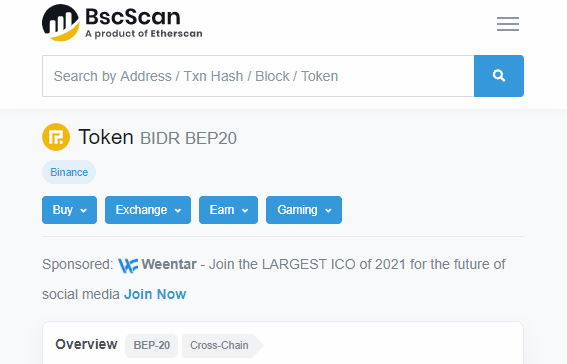 BscScan
A product of Etherscan
Search by Address / Txn Hash / Block / Token
Token BIDR BEP20
Binance
Buy Exchange Earn Gaming
Sponsored: Weentar - Join the LARGEST ICO of 2021 for the future of
social media Join Now
Overview BEP-20 Cross-Chain